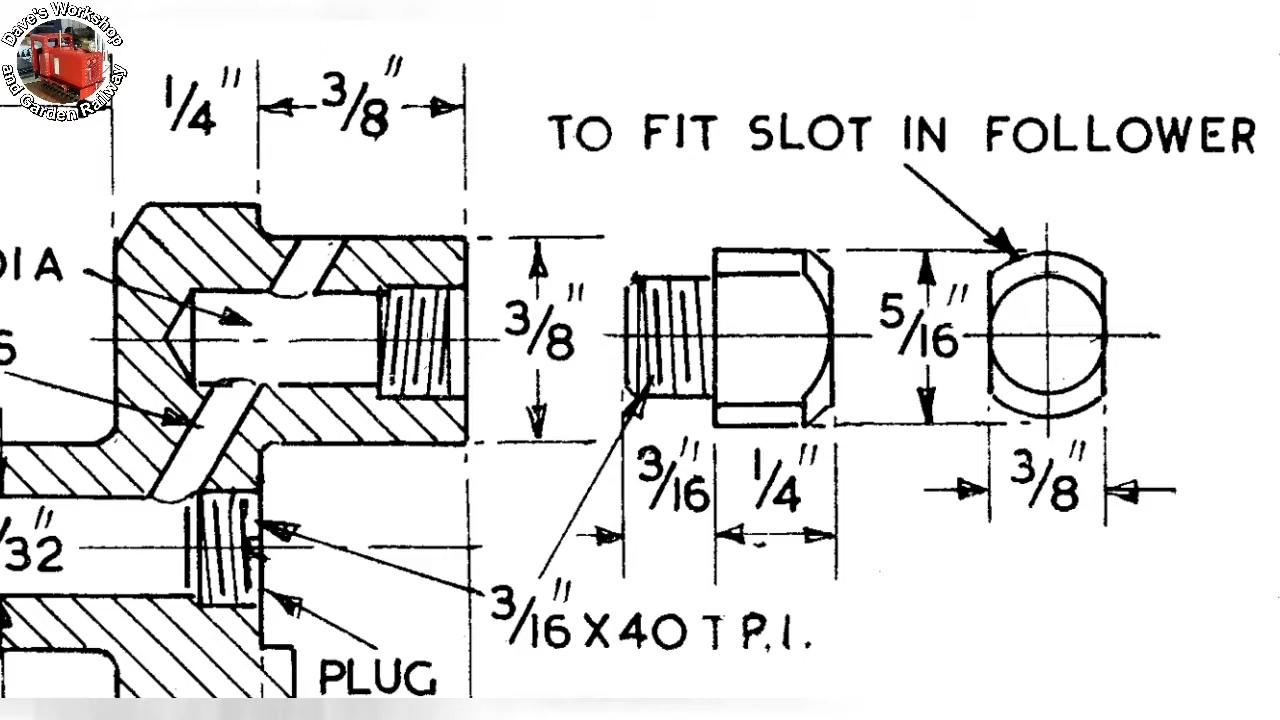 Dave's Workshop
and Garden Railway
1/4"
3/8"
TO FIT SLOT IN FOLLOWER
DIA
3/8"
5/16"
3/16"
1/4"
3/8"
/32"
3/16" X 40 T.P.I.
PLUG